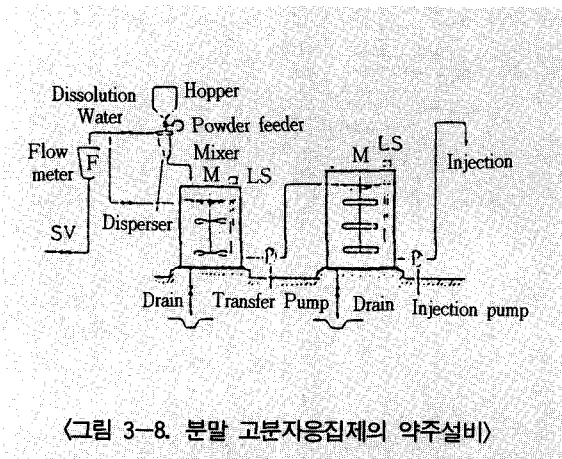 Dissolution
Water
Hopper
Powder feeder
Flow
meter
F
Mixer
M
LS
M
LS
Injection
SV
Disperser
P
P
Drain
Transfer Pump
Drain
Injection pump
〈그림 3-8. 분말 고분자응집제의 약주설비〉